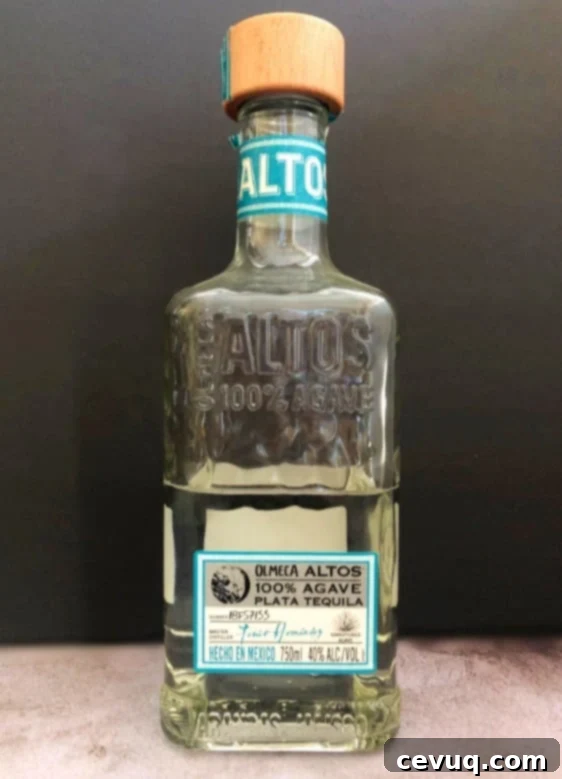 ALTOS
ALTOS
100% AGAVE
OLMECA ALTOS
100% AGAVE
PLATA TEQUILA
HECHO EN MEXICO 750ml 40% ALC/VOL
cevuq.com